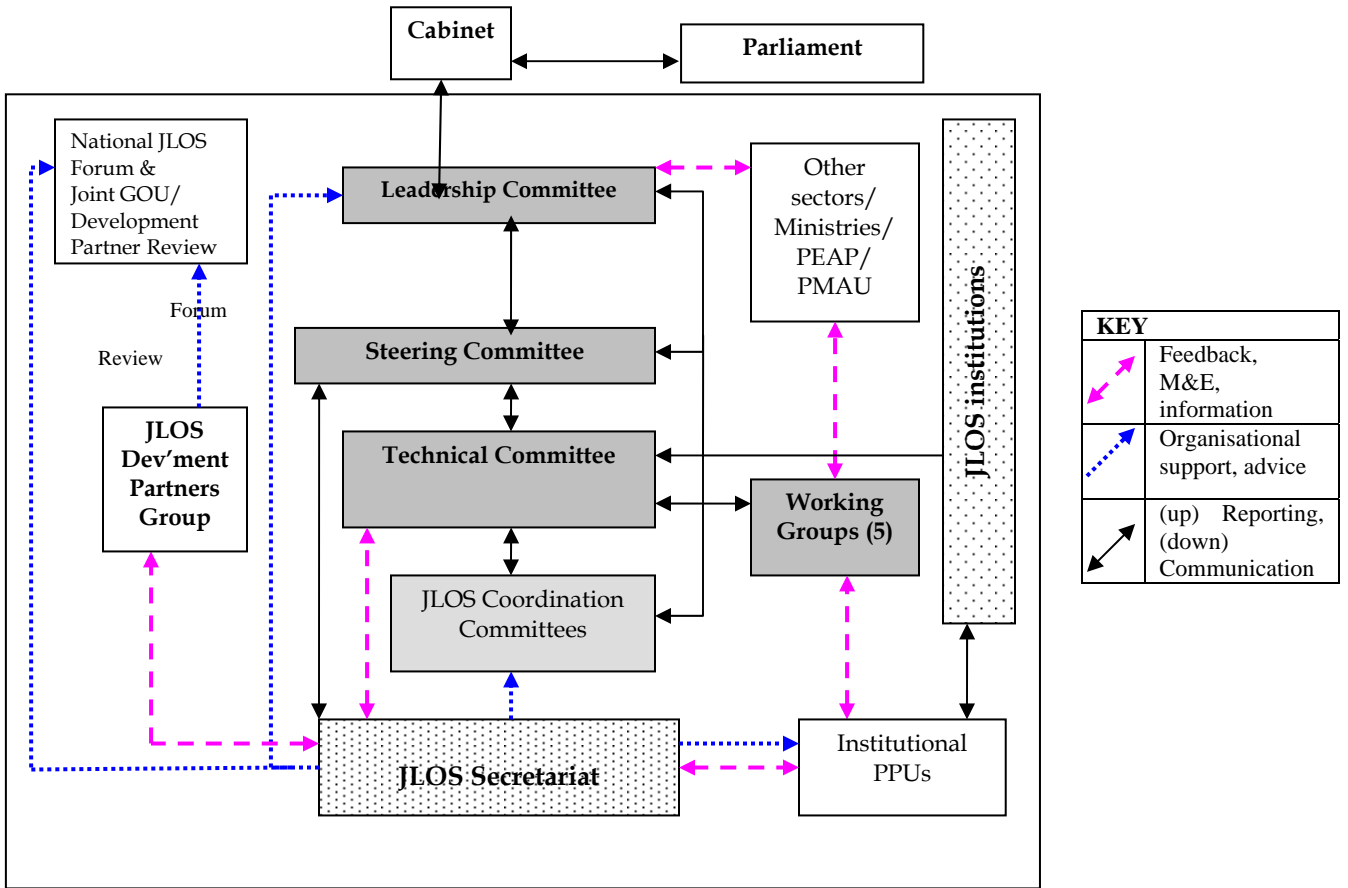 Cabinet
Parliament
National JLOS
Forum &
Joint GOU/
Development
Partner Review
Leadership Committee
Other
sectors/
Ministries/
PEAP/
PMAU
JLOS institutions
Forum
Review
Steering Committee
JLOS
Dev’ment
Partners
Group
Technical Committee
Working
Groups (5)
JLOS Coordination
Committees
JLOS Secretariat
Institutional
PPUs
KEY
Feedback,
M&E,
information
Organisational
support, advice
(up) Reporting,
(down)
Communication